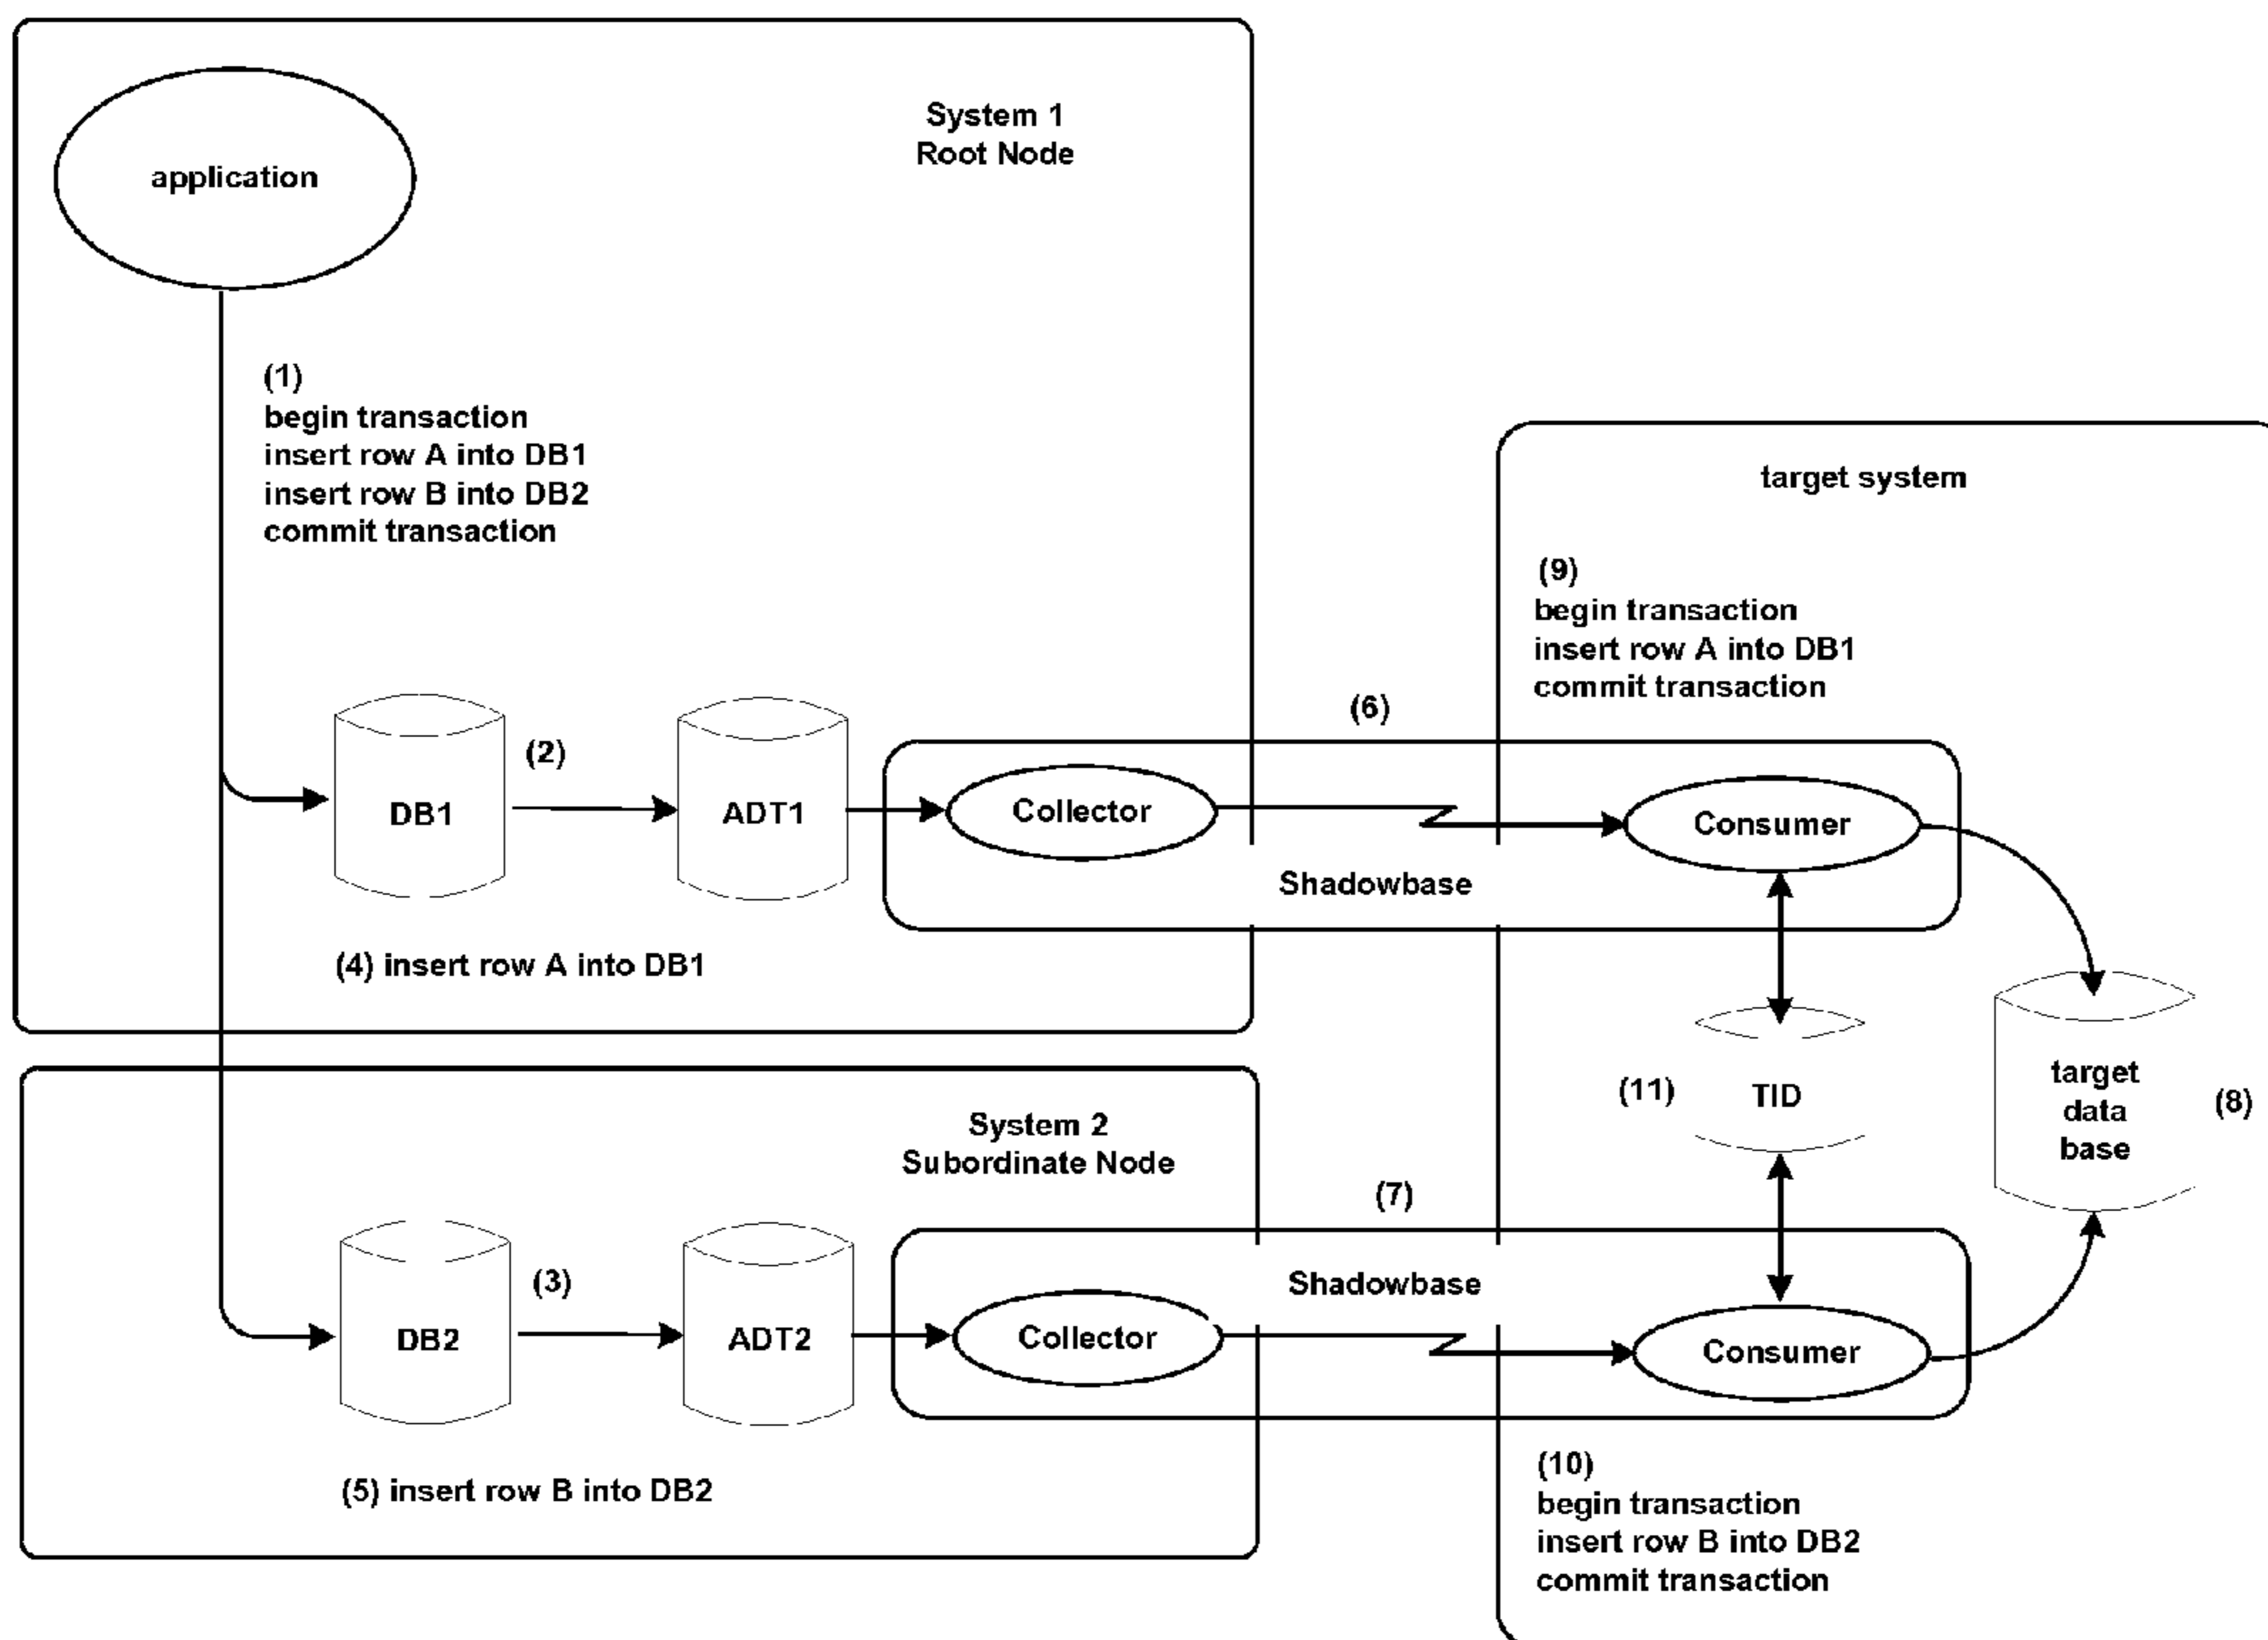 System 1
Root Node
application
(1)
begin transaction
insert row A into DB1
insert row B into DB2
commit transaction
target system
(9)
begin transaction
insert row A into DB1
commit transaction
(6)
(2)
DB1
ADT1
Collector
Consumer
Shadowbase
(4) insert row A into DB1
System 2
Subordinate Node
(11)
TID
target
data
base
(8)
(7)
(3)
Shadowbase
DB2
ADT2
Collector
Consumer
(5) insert row B into DB2
(10)
begin transaction
insert row B into DB2
commit transaction